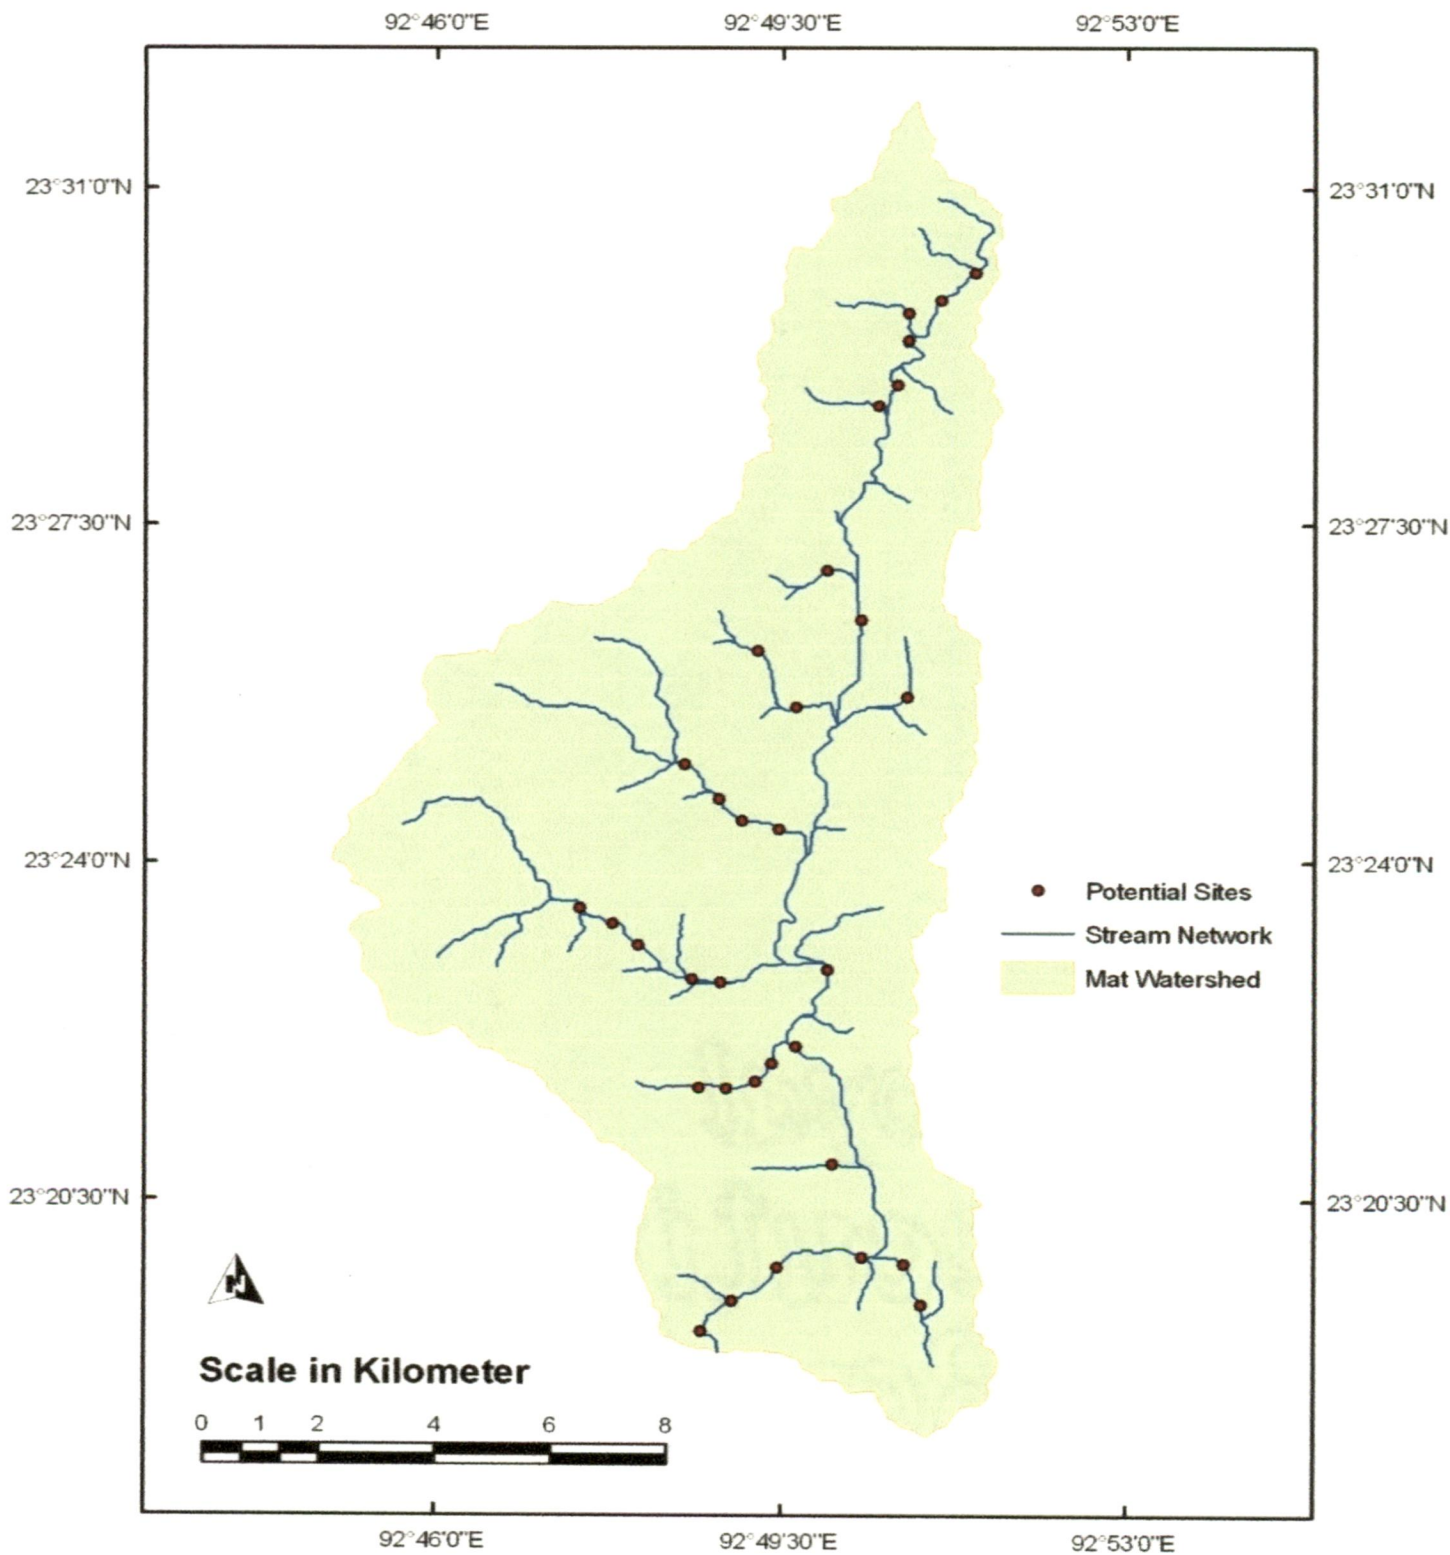 92°46'0"E 92°49'30"E 92°53'0"E
23°31'0"N 23°31'0"N
23°27'30"N 23°27'30"N
23°24'0"N 23°24'0"N
Potential Sites
Stream Network
Mat Watershed
23°20'30"N 23°20'30"N
N
Scale in Kilometer
0 1 2 4 6 8
92°46'0"E 92°49'30"E 92°53'0"E